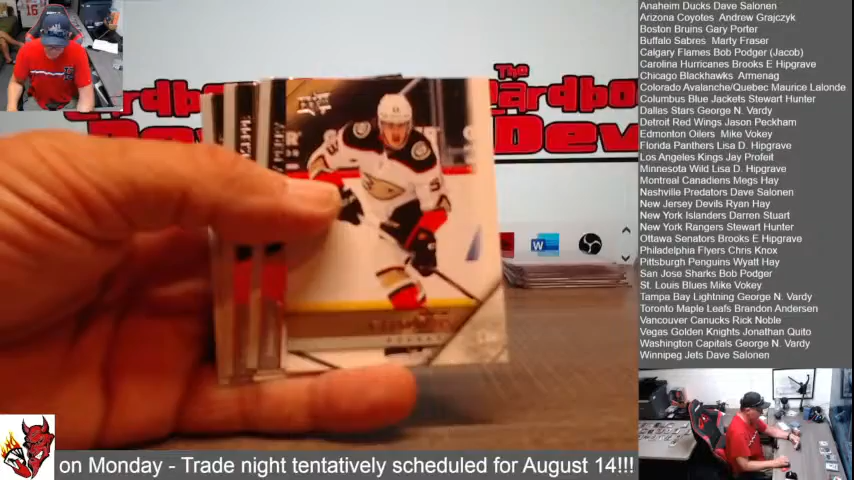 Anaheim Ducks Dave Salonen
Arizona Coyotes Andrew Grajczyk
Boston Bruins Gary Porter
Buffalo Sabres Marty Fraser
Calgary Flames Bob Podger (Jacob)
Carolina Hurricanes Brooks E Hipgrave
Chicago Blackhawks Armenag
Colorado Avalanche/Quebec Maurice Lalonde
Columbus Blue Jackets Stewart Hunter
Dallas Stars George N. Vardy
Detroit Red Wings Jason Peckham
Edmonton Oilers Mike Vokey
Florida Panthers Lisa D. Hipgrave
Los Angeles Kings Jay Profeit
Minnesota Wild Lisa D. Hipgrave
Montreal Canadiens Megs Hay
Nashville Predators Dave Salonen
New Jersey Devils Ryan Hay
New York Islanders Darren Stuart
New York Rangers Stewart Hunter
Ottawa Senators Brooks E Hipgrave
Philadelphia Flyers Chris Knox
Pittsburgh Penguins Wyatt Hay
San Jose Sharks Bob Podger
St. Louis Blues Mike Vokey
Tampa Bay Lightning George N. Vardy
Toronto Maple Leafs Brandon Andersen
Vancouver Canucks Rick Noble
Vegas Golden Knights Jonathan Quito
Washington Capitals George N. Vardy
Winnipeg Jets Dave Salonen
The
PERRY
W
on Monday - Trade night tentatively scheduled for August 14!!!